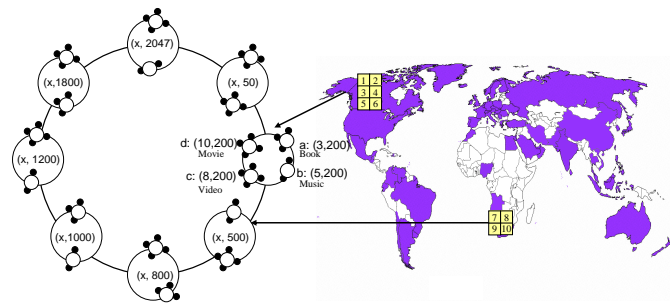 (x, 2047)
(x,1800)
(x, 50)
d: (10,200)
Movie
a: (3,200)
Book
(x, 1200)
c: (8,200)
Video
b: (5,200)
Music
(x,1000)
(x, 500)
(x, 800)
1 2
3 4
5 6
7 8
9 10